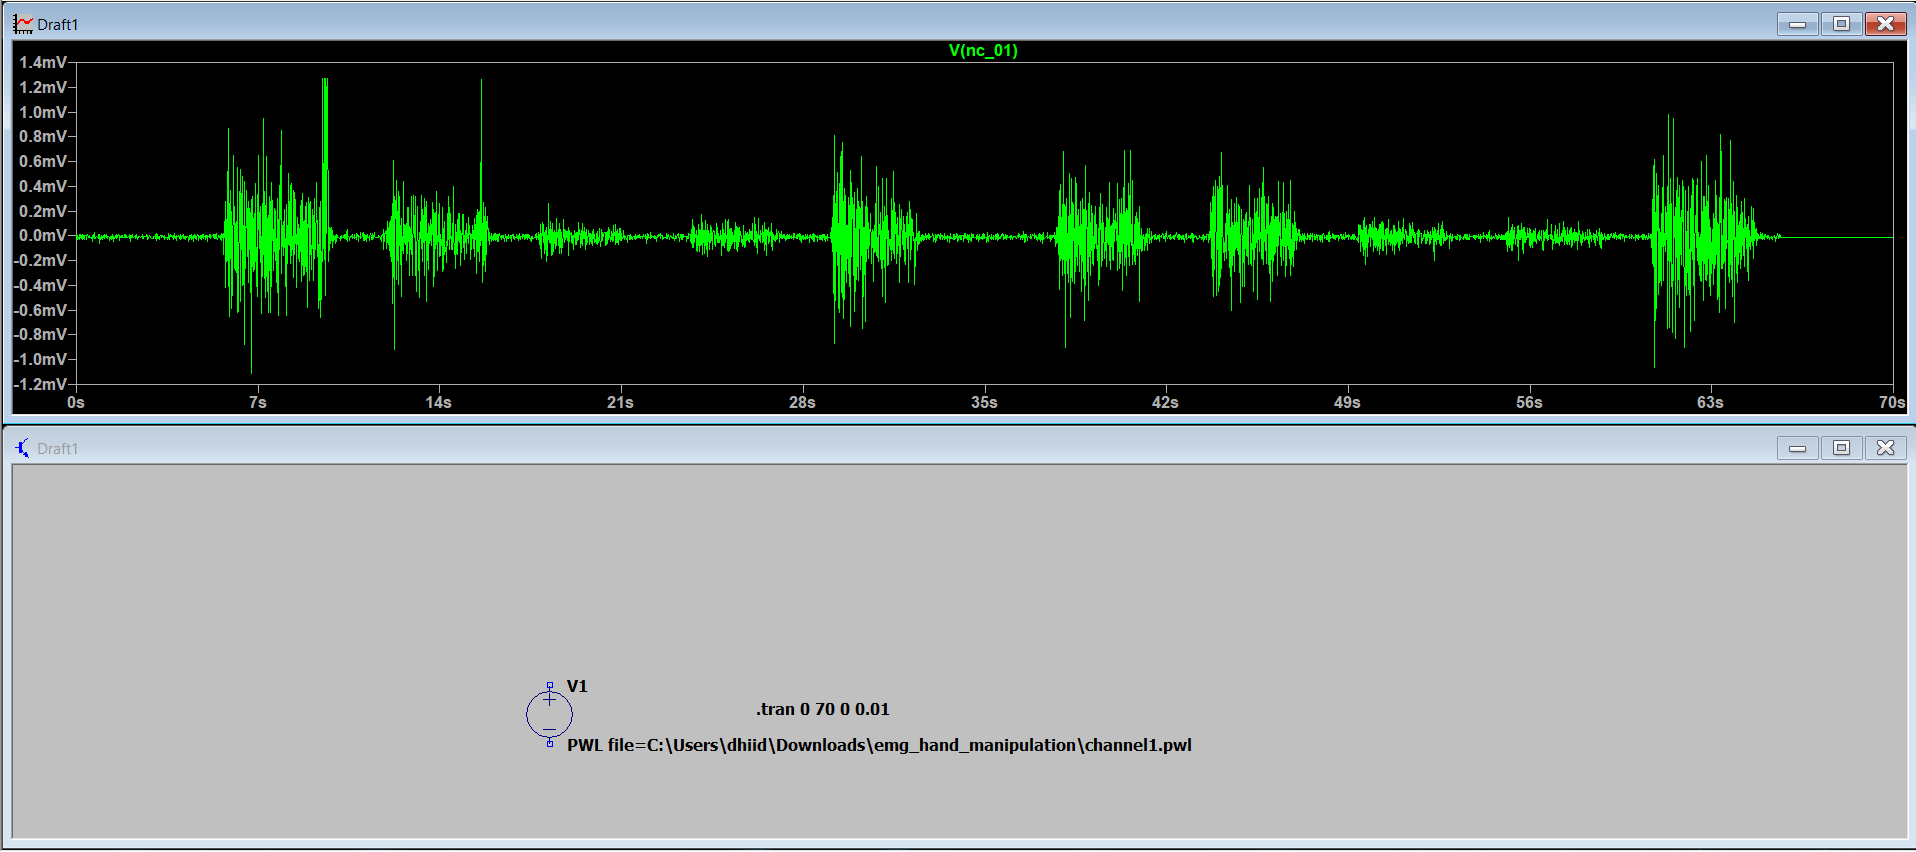 Draft1
V(nc_01)
1.4mV
1.2mV
1.0mV
0.8mV
0.6mV
0.4mV
0.2mV
0.0mV
-0.2mV
-0.4mV
-0.6mV
-0.8mV
-1.0mV
-1.2mV
0s 7s 14s 21s 28s 35s 42s 49s 56s 63s 70s
Draft1
V1
.tran 0 70 0 0.01
PWL file=C:\Users\dhiid\Downloads\emg_hand_manipulation\channel1.pwl